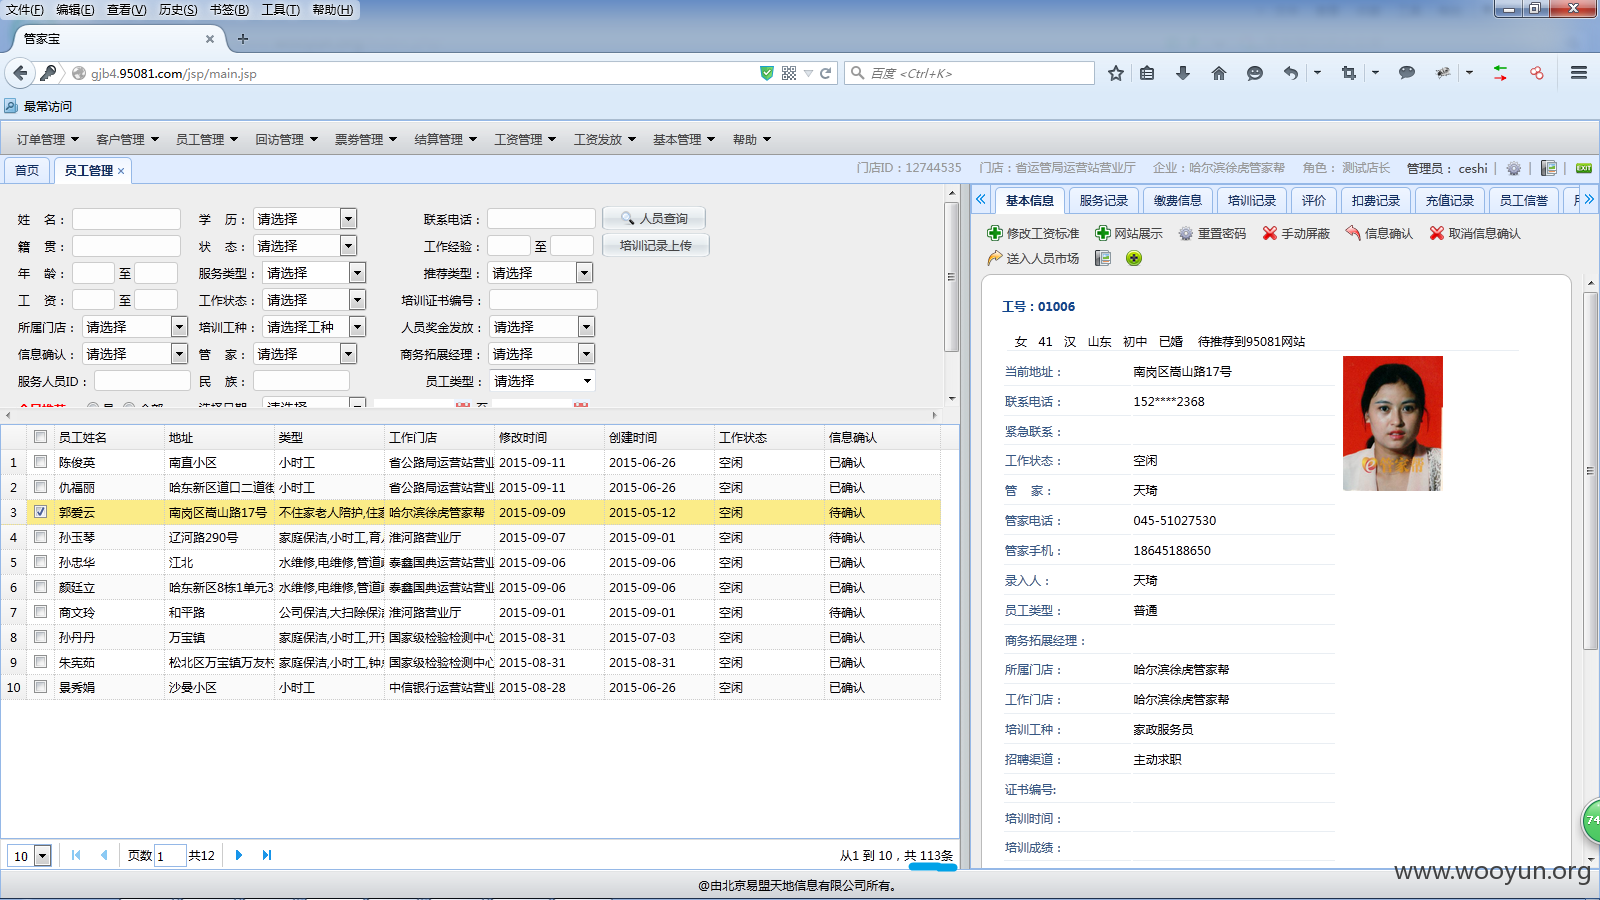 文件(F) 编辑(E) 查看(V) 历史(S) 书签(B) 工具(T) 帮助(H)
管家宝
gjb4.95081.com/jsp/main.jsp
百度 <Ctrl+K>
最常访问
订单管理 客户管理 员工管理 回访管理 票劵管理 结算管理 工资管理 工资发放 基本管理 帮助
首页 员工管理
门店ID：12744535 门店：省运管局运营站营业厅 企业：哈尔滨徐虎管家帮 角色： 测试店长 管理员： ceshi
EXIT
姓 名： 学 历： 请选择 联系电话： 人员查询
籍 贯： 状 态： 请选择 工作经验： 至 培训记录上传
年 龄： 至 服务类型： 请选择 推荐类型： 请选择
工 资： 至 工作状态： 请选择 培训证书编号：
所属门店： 请选择 培训工种： 请选择工种 人员奖金发放： 请选择
信息确认： 请选择 管 家： 请选择 商务拓展经理： 请选择
服务人员ID： 民 族： 员工类型： 请选择
员工姓名 地址 类型 工作门店 修改时间 创建时间 工作状态 信息确认
1 陈俊英 南直小区 小时工 省公路局运营站营业 2015-09-11 2015-06-26 空闲 已确认
2 仇福丽 哈东新区道口二道街 小时工 省公路局运营站营业 2015-09-11 2015-06-26 空闲 已确认
3 郭爱云 南岗区嵩山路17号 不住家老人陪护,住家 哈尔滨徐虎管家帮 2015-09-09 2015-05-12 空闲 待确认
4 孙玉琴 辽河路290号 家庭保洁,小时工,育 淮河路营业厅 2015-09-07 2015-09-01 空闲 待确认
5 孙忠华 江北 水维修,电维修,管道 泰鑫国典运营站营业 2015-09-06 2015-09-06 空闲 已确认
6 颜廷立 哈东新区8栋1单元3 水维修,电维修,管道 泰鑫国典运营站营业 2015-09-06 2015-09-06 空闲 已确认
7 商文玲 和平路 公司保洁,大扫除保洁 淮河路营业厅 2015-09-01 2015-09-01 空闲 待确认
8 孙丹丹 万宝镇 家庭保洁,小时工,开 国家级检验检测中心 2015-08-31 2015-07-03 空闲 已确认
9 朱宪茹 松北区万宝镇万友村 家庭保洁,小时工,钟 国家级检验检测中心 2015-08-31 2015-08-31 空闲 已确认
10 景秀娟 沙曼小区 小时工 中信银行运营站营业 2015-08-28 2015-06-26 空闲 已确认
10 页数 1 共12 从1 到 10，共 113条
基本信息 服务记录 缴费信息 培训记录 评价 扣费记录 充值记录 员工信誉
修改工资标准 网站展示 重置密码 手动屏蔽 信息确认 取消信息确认
送入人员市场
工号：01006
女 41 汉 山东 初中 已婚 待推荐到95081网站
当前地址： 南岗区嵩山路17号
联系电话： 152****2368
紧急联系：
工作状态： 空闲
管 家： 天琦
管家电话： 045-51027530
管家手机： 18645188650
录入人： 天琦
员工类型： 普通
商务拓展经理：
所属门店： 哈尔滨徐虎管家帮
工作门店： 哈尔滨徐虎管家帮
培训工种： 家政服务员
招聘渠道： 主动求职
证书编号:
培训时间：
培训成绩：
74
@由北京易盟天地信息有限公司所有。
www.wooyun.org